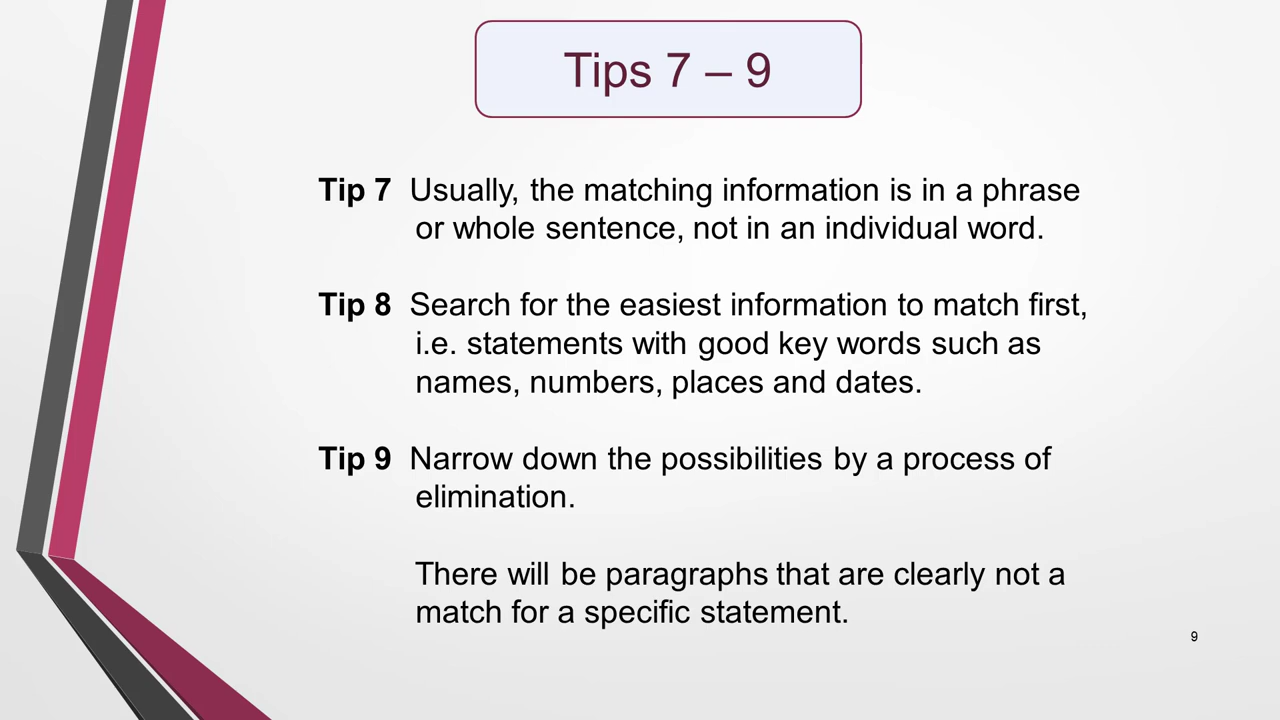 Tips 7 – 9
Tip 7 Usually, the matching information is in a phrase
or whole sentence, not in an individual word.
Tip 8 Search for the easiest information to match first,
i.e. statements with good key words such as
names, numbers, places and dates.
Tip 9 Narrow down the possibilities by a process of
elimination.
There will be paragraphs that are clearly not a
match for a specific statement.
9